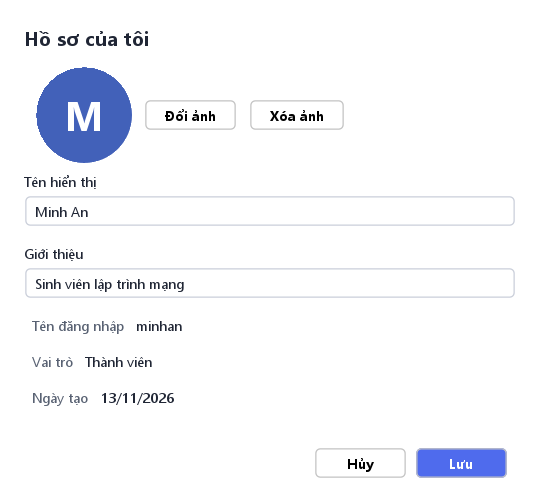 Hồ sơ của tôi
M
Đổi ảnh Xóa ảnh
Tên hiển thị
Minh An
Giới thiệu
Sinh viên lập trình mạng
Tên đăng nhập minhan
Vai trò Thành viên
Ngày tạo 13/11/2026
Hủy Lưu